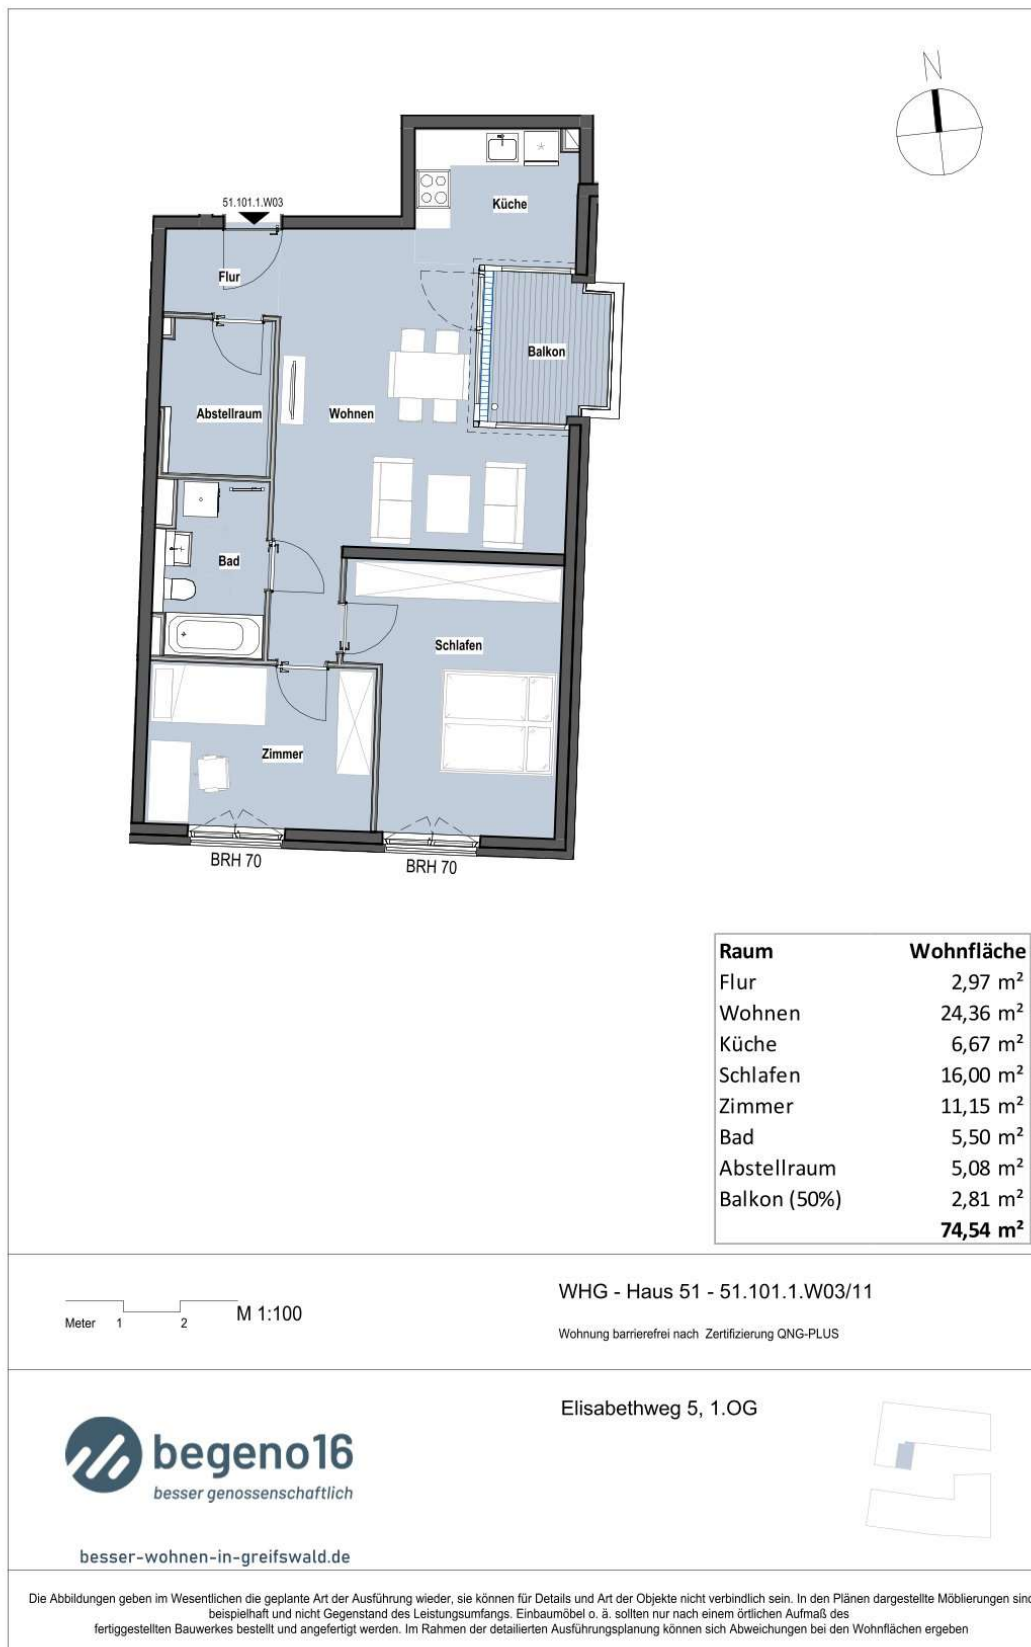 N
51.101.1.W03
Küche
Flur
Balkon
Abstellraum
Wohnen
Bad
Schlafen
Zimmer
BRH 70
BRH 70
Raum Wohnfläche
Flur 2,97 m²
Wohnen 24,36 m²
Küche 6,67 m²
Schlafen 16,00 m²
Zimmer 11,15 m²
Bad 5,50 m²
Abstellraum 5,08 m²
Balkon (50%) 2,81 m²
74,54 m²
Meter 1 2 M 1:100
WHG - Haus 51 - 51.101.1.W03/11
Wohnung barrierefrei nach Zertifizierung QNG-PLUS
Elisabethweg 5, 1.OG
begeno16
besser genossenschaftlich
besser-wohnen-in-greifswald.de
Die Abbildungen geben im Wesentlichen die geplante Art der Ausführung wieder, sie können für Details und Art der Objekte nicht verbindlich sein. In den Plänen dargestellte Möblierungen sind
beispielhaft und nicht Gegenstand des Leistungsumfangs. Einbaumöbel o. ä. sollten nur nach einem örtlichen Aufmaß des
fertiggestellten Bauwerkes bestellt und angefertigt werden. Im Rahmen der detailierten Ausführungsplanung können sich Abweichungen bei den Wohnflächen ergeben